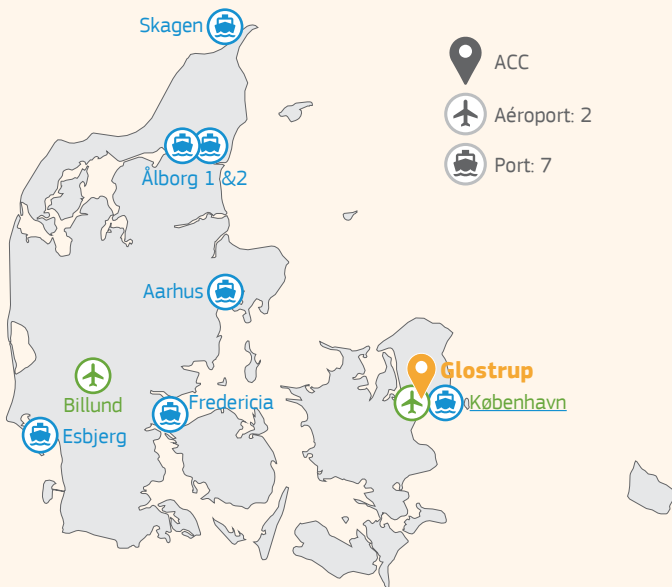 Skagen
ACC
Aéroport: 2
Port: 7
Ålborg 1 &2
Aarhus
Glostrup
Billund
Fredericia
København
Esbjerg